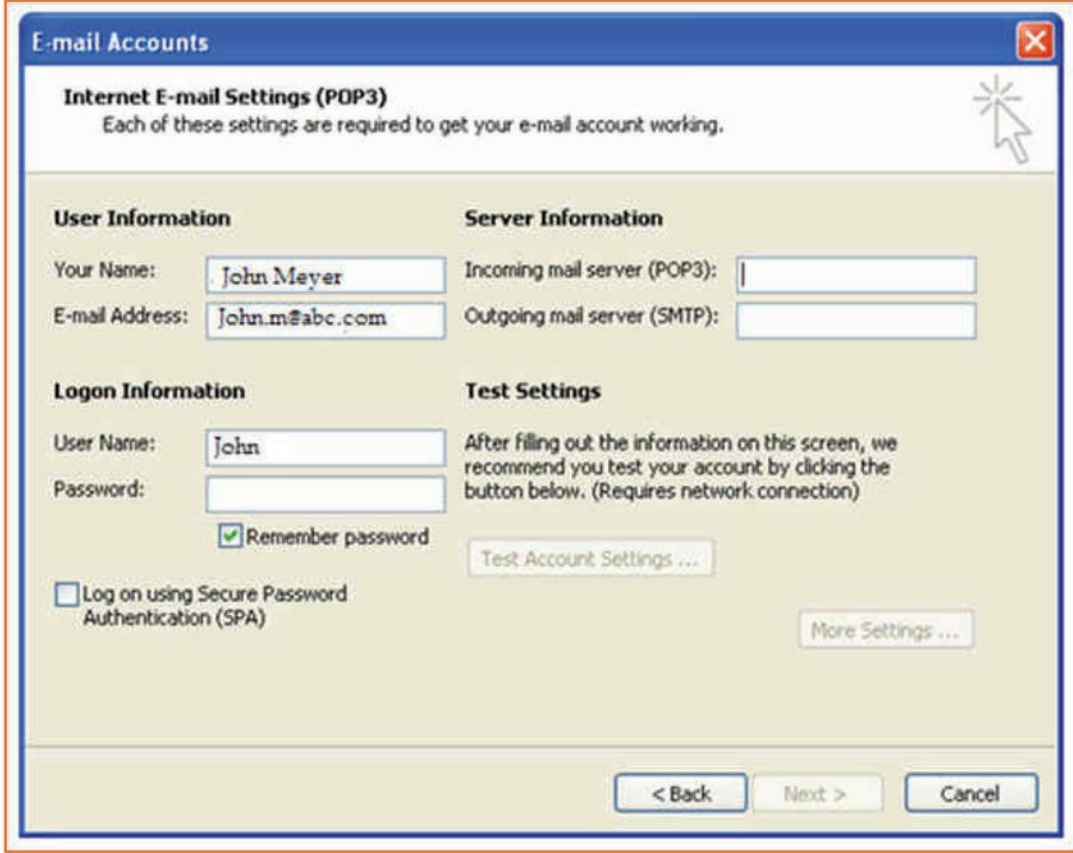 E-mail Accounts
Internet E-mail Settings (POP3)
Each of these settings are required to get your e-mail account working.
User Information
Your Name: John Meyer
E-mail Address: John.m@abc.com
Server Information
Incoming mail server (POP3):
Outgoing mail server (SMTP):
Logon Information
User Name: John
Password:
Remember password
Log on using Secure Password
Authentication (SPA)
Test Settings
After filling out the information on this screen, we
recommend you test your account by clicking the
button below. (Requires network connection)
Test Account Settings ...
More Settings ...
< Back Next > Cancel